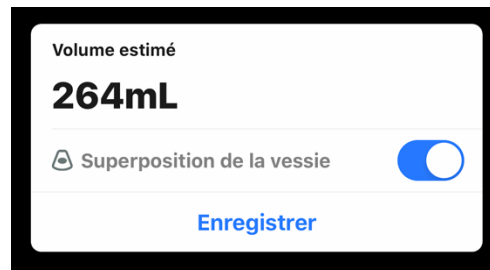 Volume estimé
264mL
Superposition de la vessie
Enregistrer